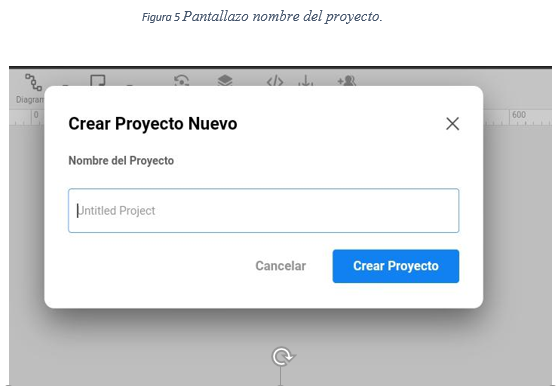 Figura 5 Pantallazo nombre del proyecto.
Diagram
0
600
Crear Proyecto Nuevo
Nombre del Proyecto
Untitled Project
Cancelar
Crear Proyecto